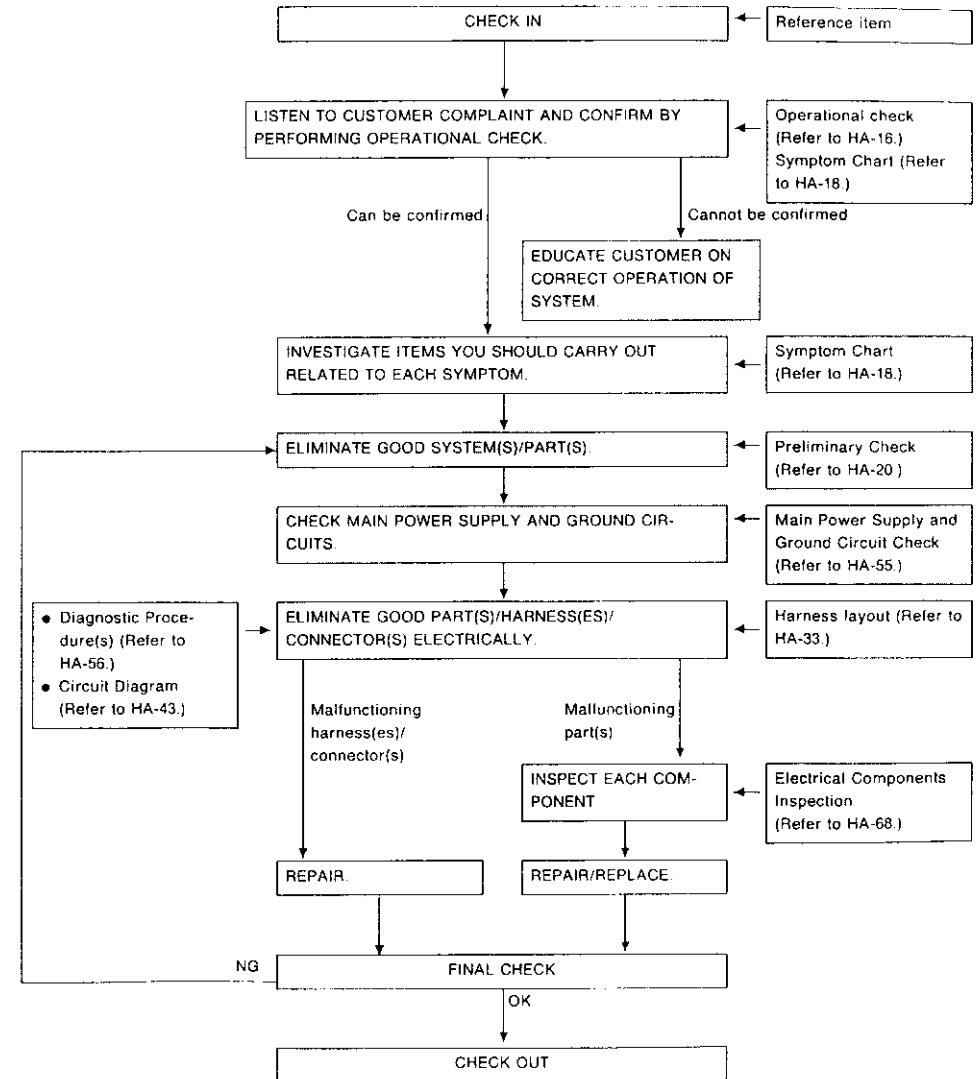 CHECK IN
Reference item
LISTEN TO CUSTOMER COMPLAINT AND CONFIRM BY
PERFORMING OPERATIONAL CHECK.
Operational check
(Refer to HA-16.)
Symptom Chart (Refer
to HA-18.)
Can be confirmed
Cannot be confirmed
EDUCATE CUSTOMER ON
CORRECT OPERATION OF
SYSTEM.
INVESTIGATE ITEMS YOU SHOULD CARRY OUT
RELATED TO EACH SYMPTOM.
Symptom Chart
(Refer to HA-18.)
ELIMINATE GOOD SYSTEM(S)/PART(S).
Preliminary Check
(Refer to HA-20.)
CHECK MAIN POWER SUPPLY AND GROUND CIR-
CUITS.
Main Power Supply and
Ground Circuit Check
(Refer to HA-55.)
● Diagnostic Proce-
dure(s) (Refer to
HA-56.)
● Circuit Diagram
(Refer to HA-43.)
ELIMINATE GOOD PART(S)/HARNESS(ES)/
CONNECTOR(S) ELECTRICALLY.
Harness layout (Refer to
HA-33.)
Malfunctioning
harness(es)/
connector(s)
Malfunctioning
part(s)
INSPECT EACH COM-
PONENT
Electrical Components
Inspection
(Refer to HA-68.)
REPAIR.
REPAIR/REPLACE.
NG
FINAL CHECK
OK
CHECK OUT